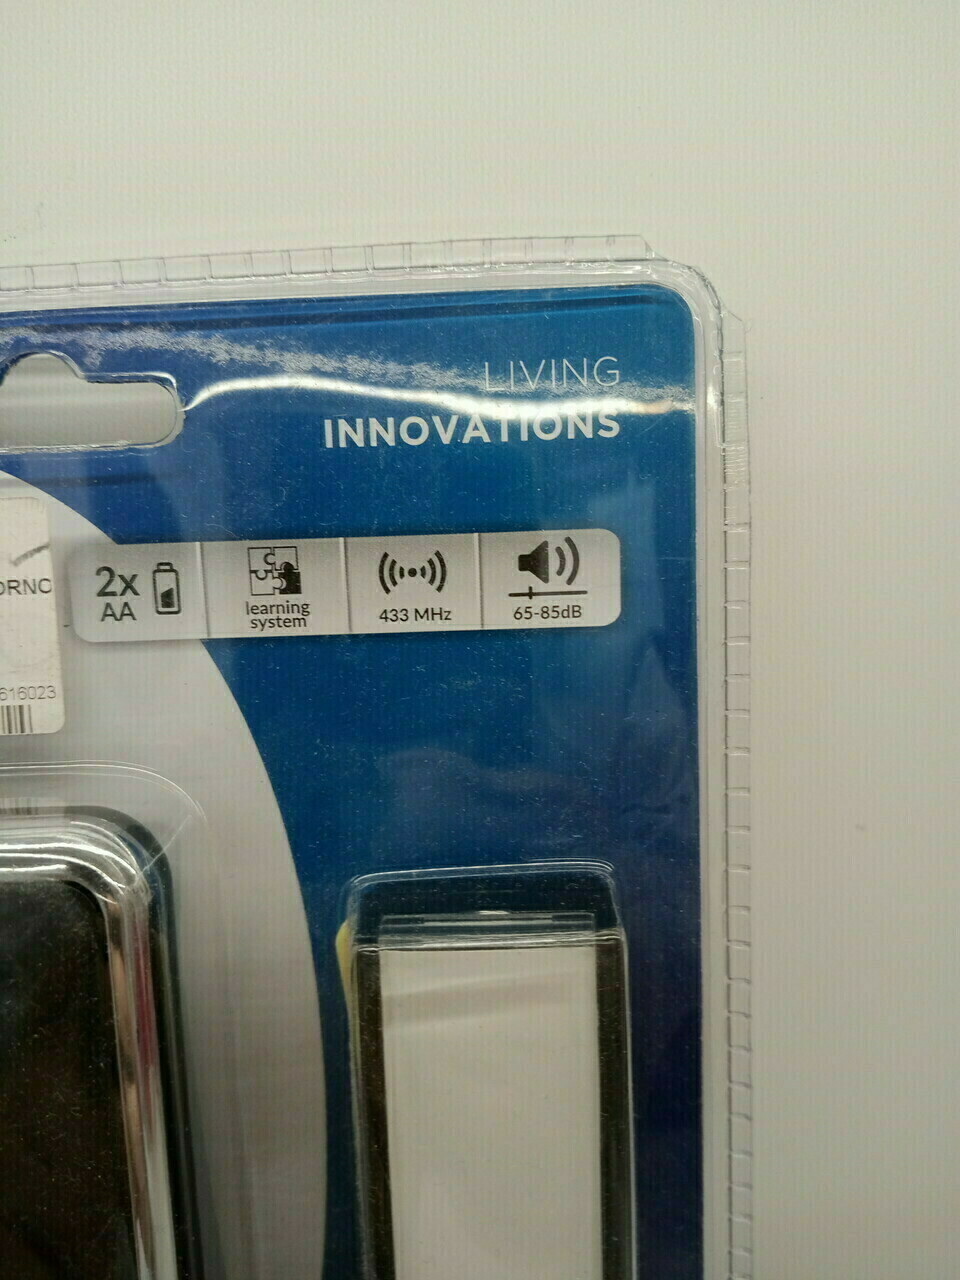 LIVING
INNOVATIONS
2x
AA
learning
system
433 MHz
65-85dB
ORNO
616023